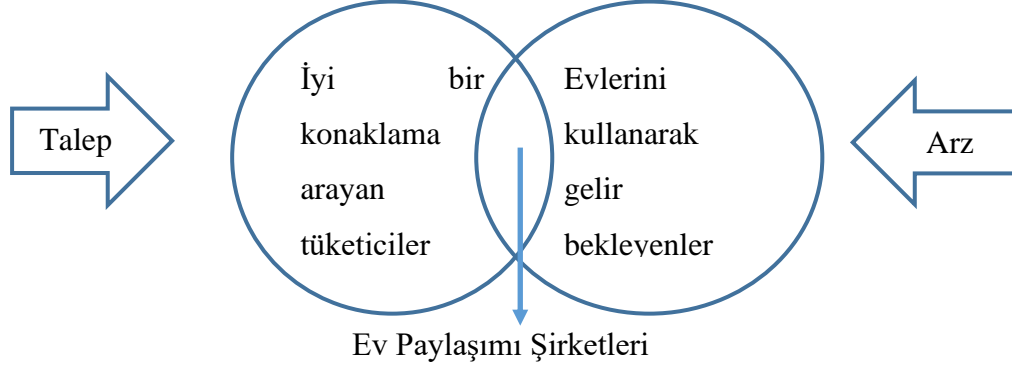 Talep
İyi bir
konaklama
arayan
tüketiciler
Evlerini
kullanarak
gelir
bekleyenler
Arz
Ev Paylaşımı Şirketleri